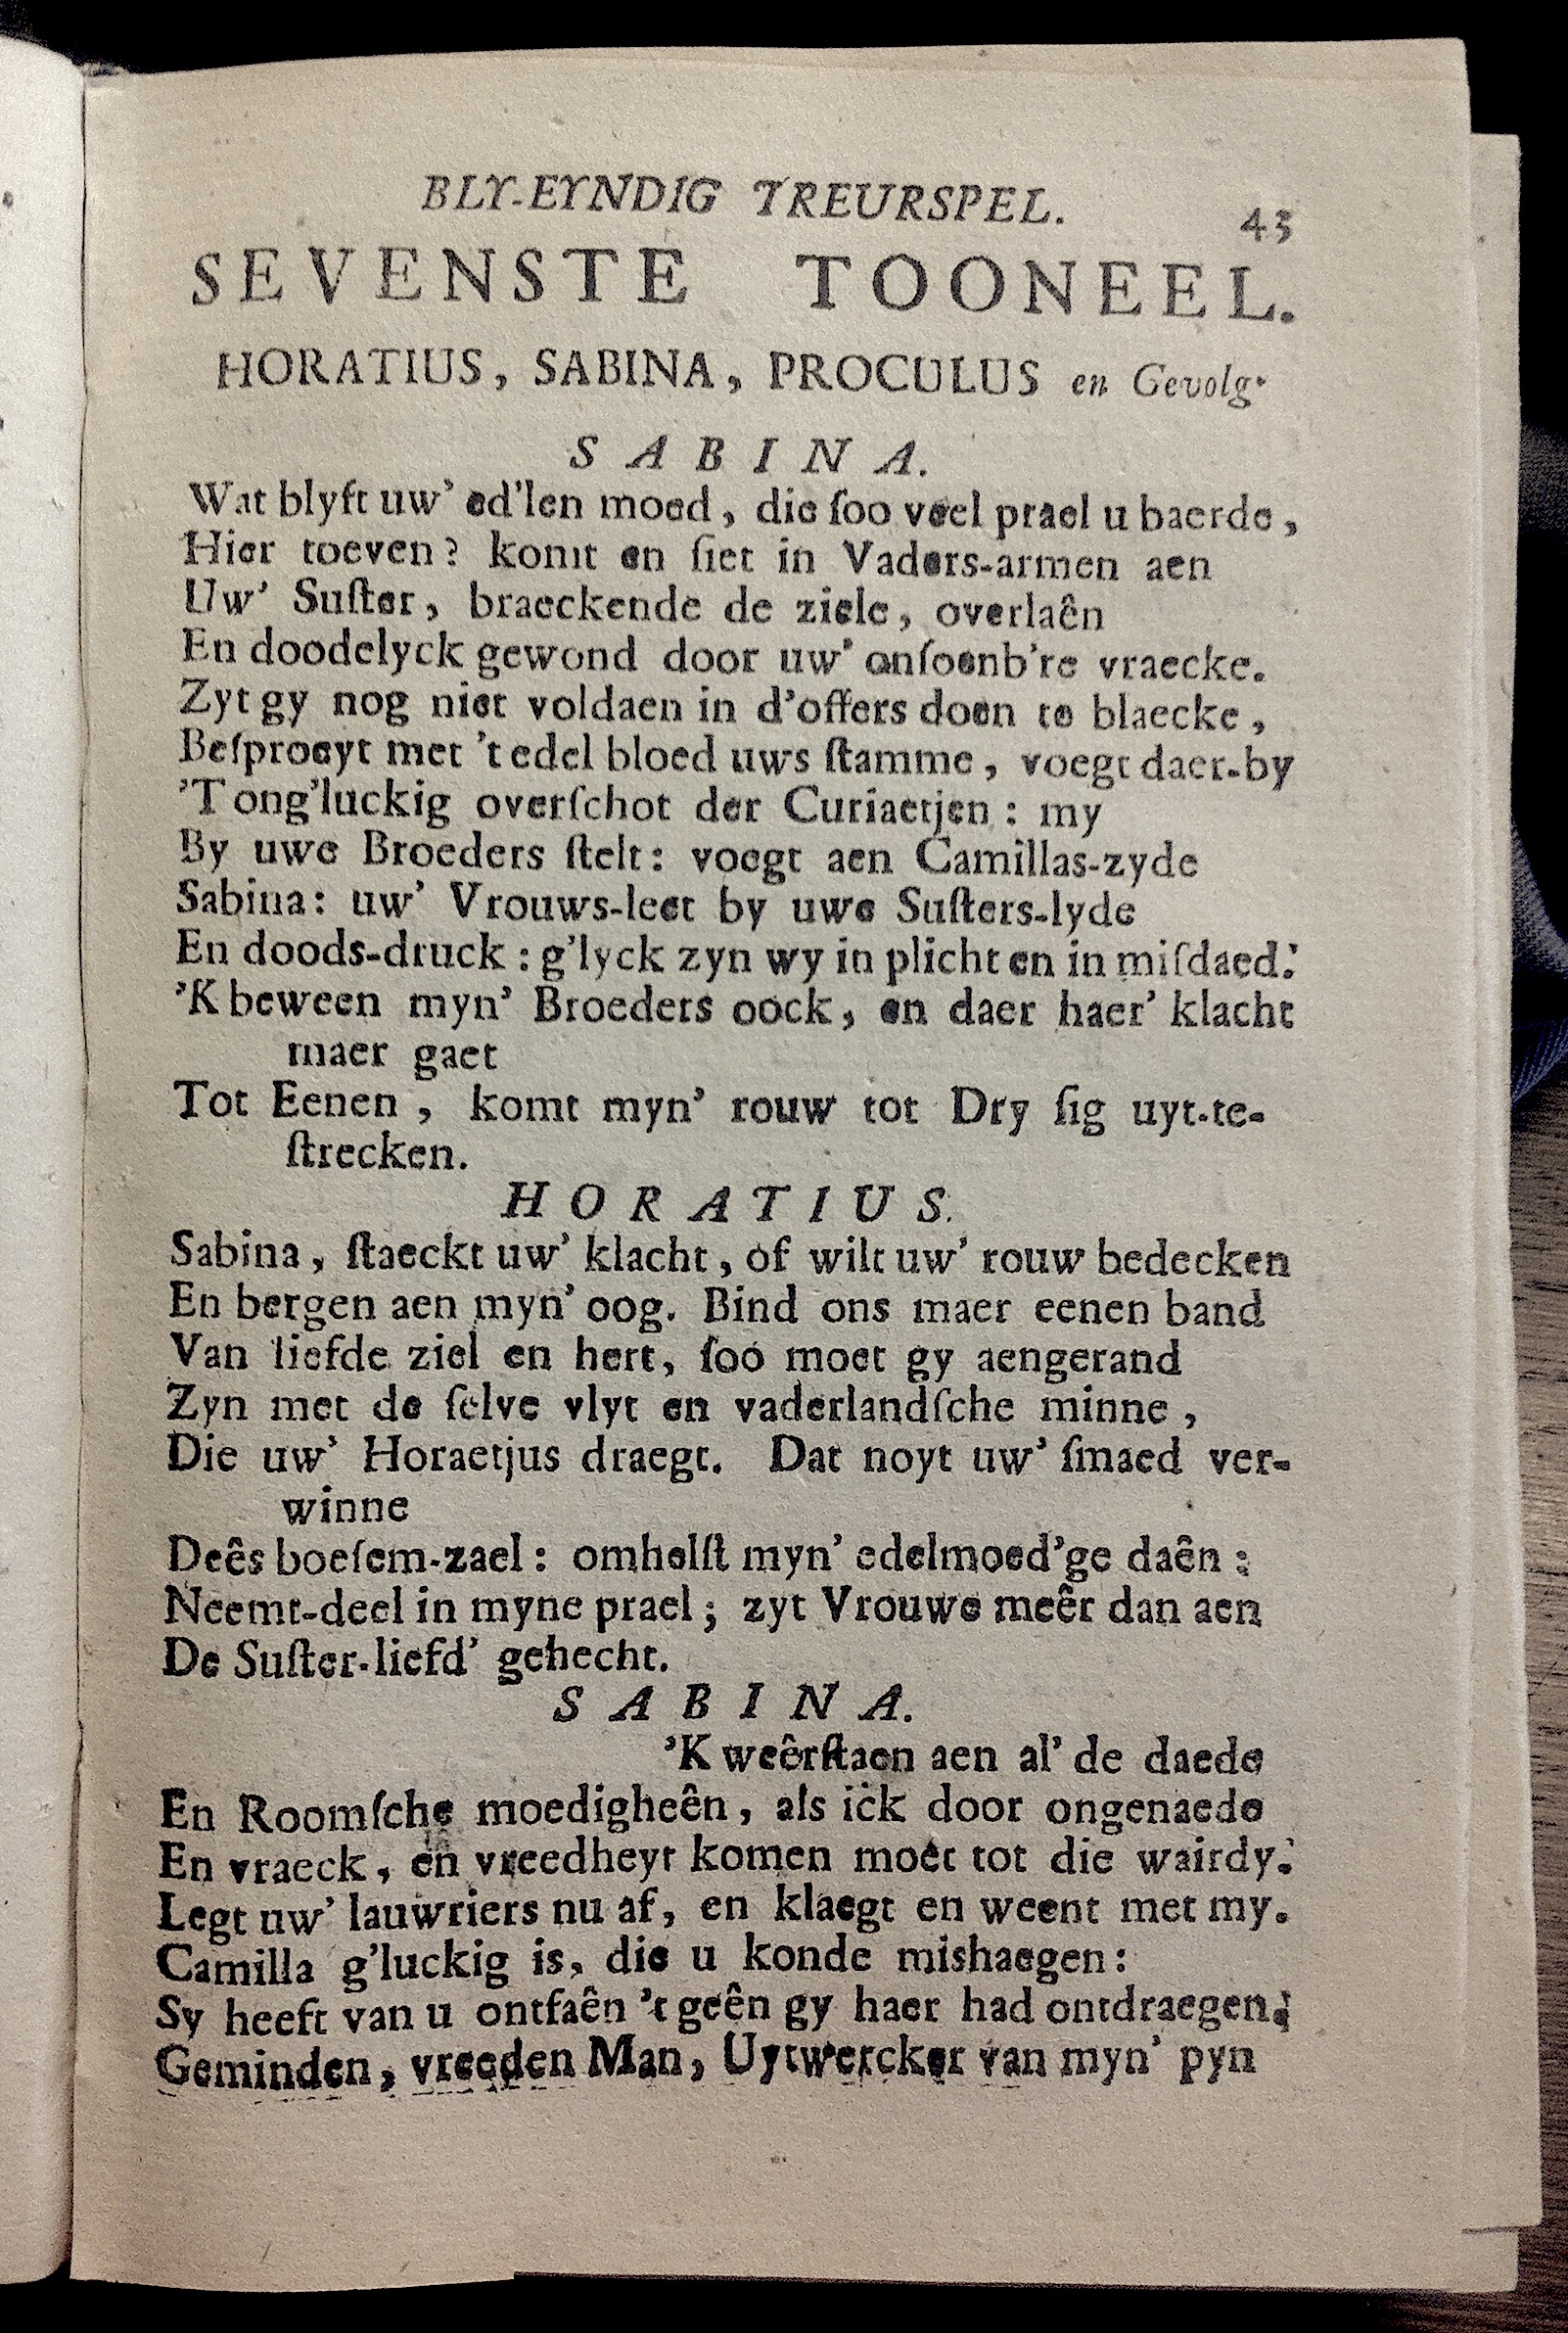 BLY-EYNDIG TREURSPEL. 43
SEVENSTE TOONEEL.
HORATIUS, SABINA, PROCULUS en Gevolg.
SABINA.
Wat blyft uw' ed'len moed, die ſoo veel prael u baerde,
Hier toeven? komt en ſiet in Vaders-armen aen
Uw' Suſter, braeckende de ziele, overlaên
En doodelyck gewond door uw' onſoenb're vraecke.
Zyt gy nog niet voldaen in d'offers doen te blaecke,
Beſproeyt met 't edel bloed uws ſtamme, voegt daer-by
'T ong'luckig overſchot der Curiaetjen: my
By uwe Broeders ſtelt: voegt aen Camillas-zyde
Sabina: uw' Vrouws-leet by uwe Suſters-lyde
En doods-druck: g'lyck zyn wy in plicht en in miſdaed:
'K beween myn' Broeders oock, en daer haer' klacht
maer gaet
Tot Eenen, komt myn' rouw tot Dry ſig uyt-te-
ſtrecken.
HORATIUS.
Sabina, ſtaeckt uw' klacht, of wilt uw' rouw bedecken
En bergen aen myn' oog. Bind ons maer eenen band
Van liefde ziel en hert, ſoo moet gy aengerand
Zyn met de ſelve vlyt en vaderlandſche minne,
Die uw' Horaetjus draegt. Dat noyt uw' ſmaed ver-
winne
Deês boeſem-zael: omhelſt myn' edelmoed'ge daên:
Neemt-deel in myne prael; zyt Vrouwe meêr dan aen
De Suſter-liefd' gehecht.
SABINA.
'K weêrſtaen aen al' de daede
En Roomſche moedigheên, als ick door ongenaede
En vraeck, en vreedheyt komen moet tot die wairdy:
Legt uw' lauwriers nu af, en klaegt en weent met my.
Camilla g'luckig is, die u konde mishaegen:
Sy heeft van u ontfaên 't geên gy haer had ontdraegen;
Geminden, vreeden Man, Uytwercker van myn' pyn